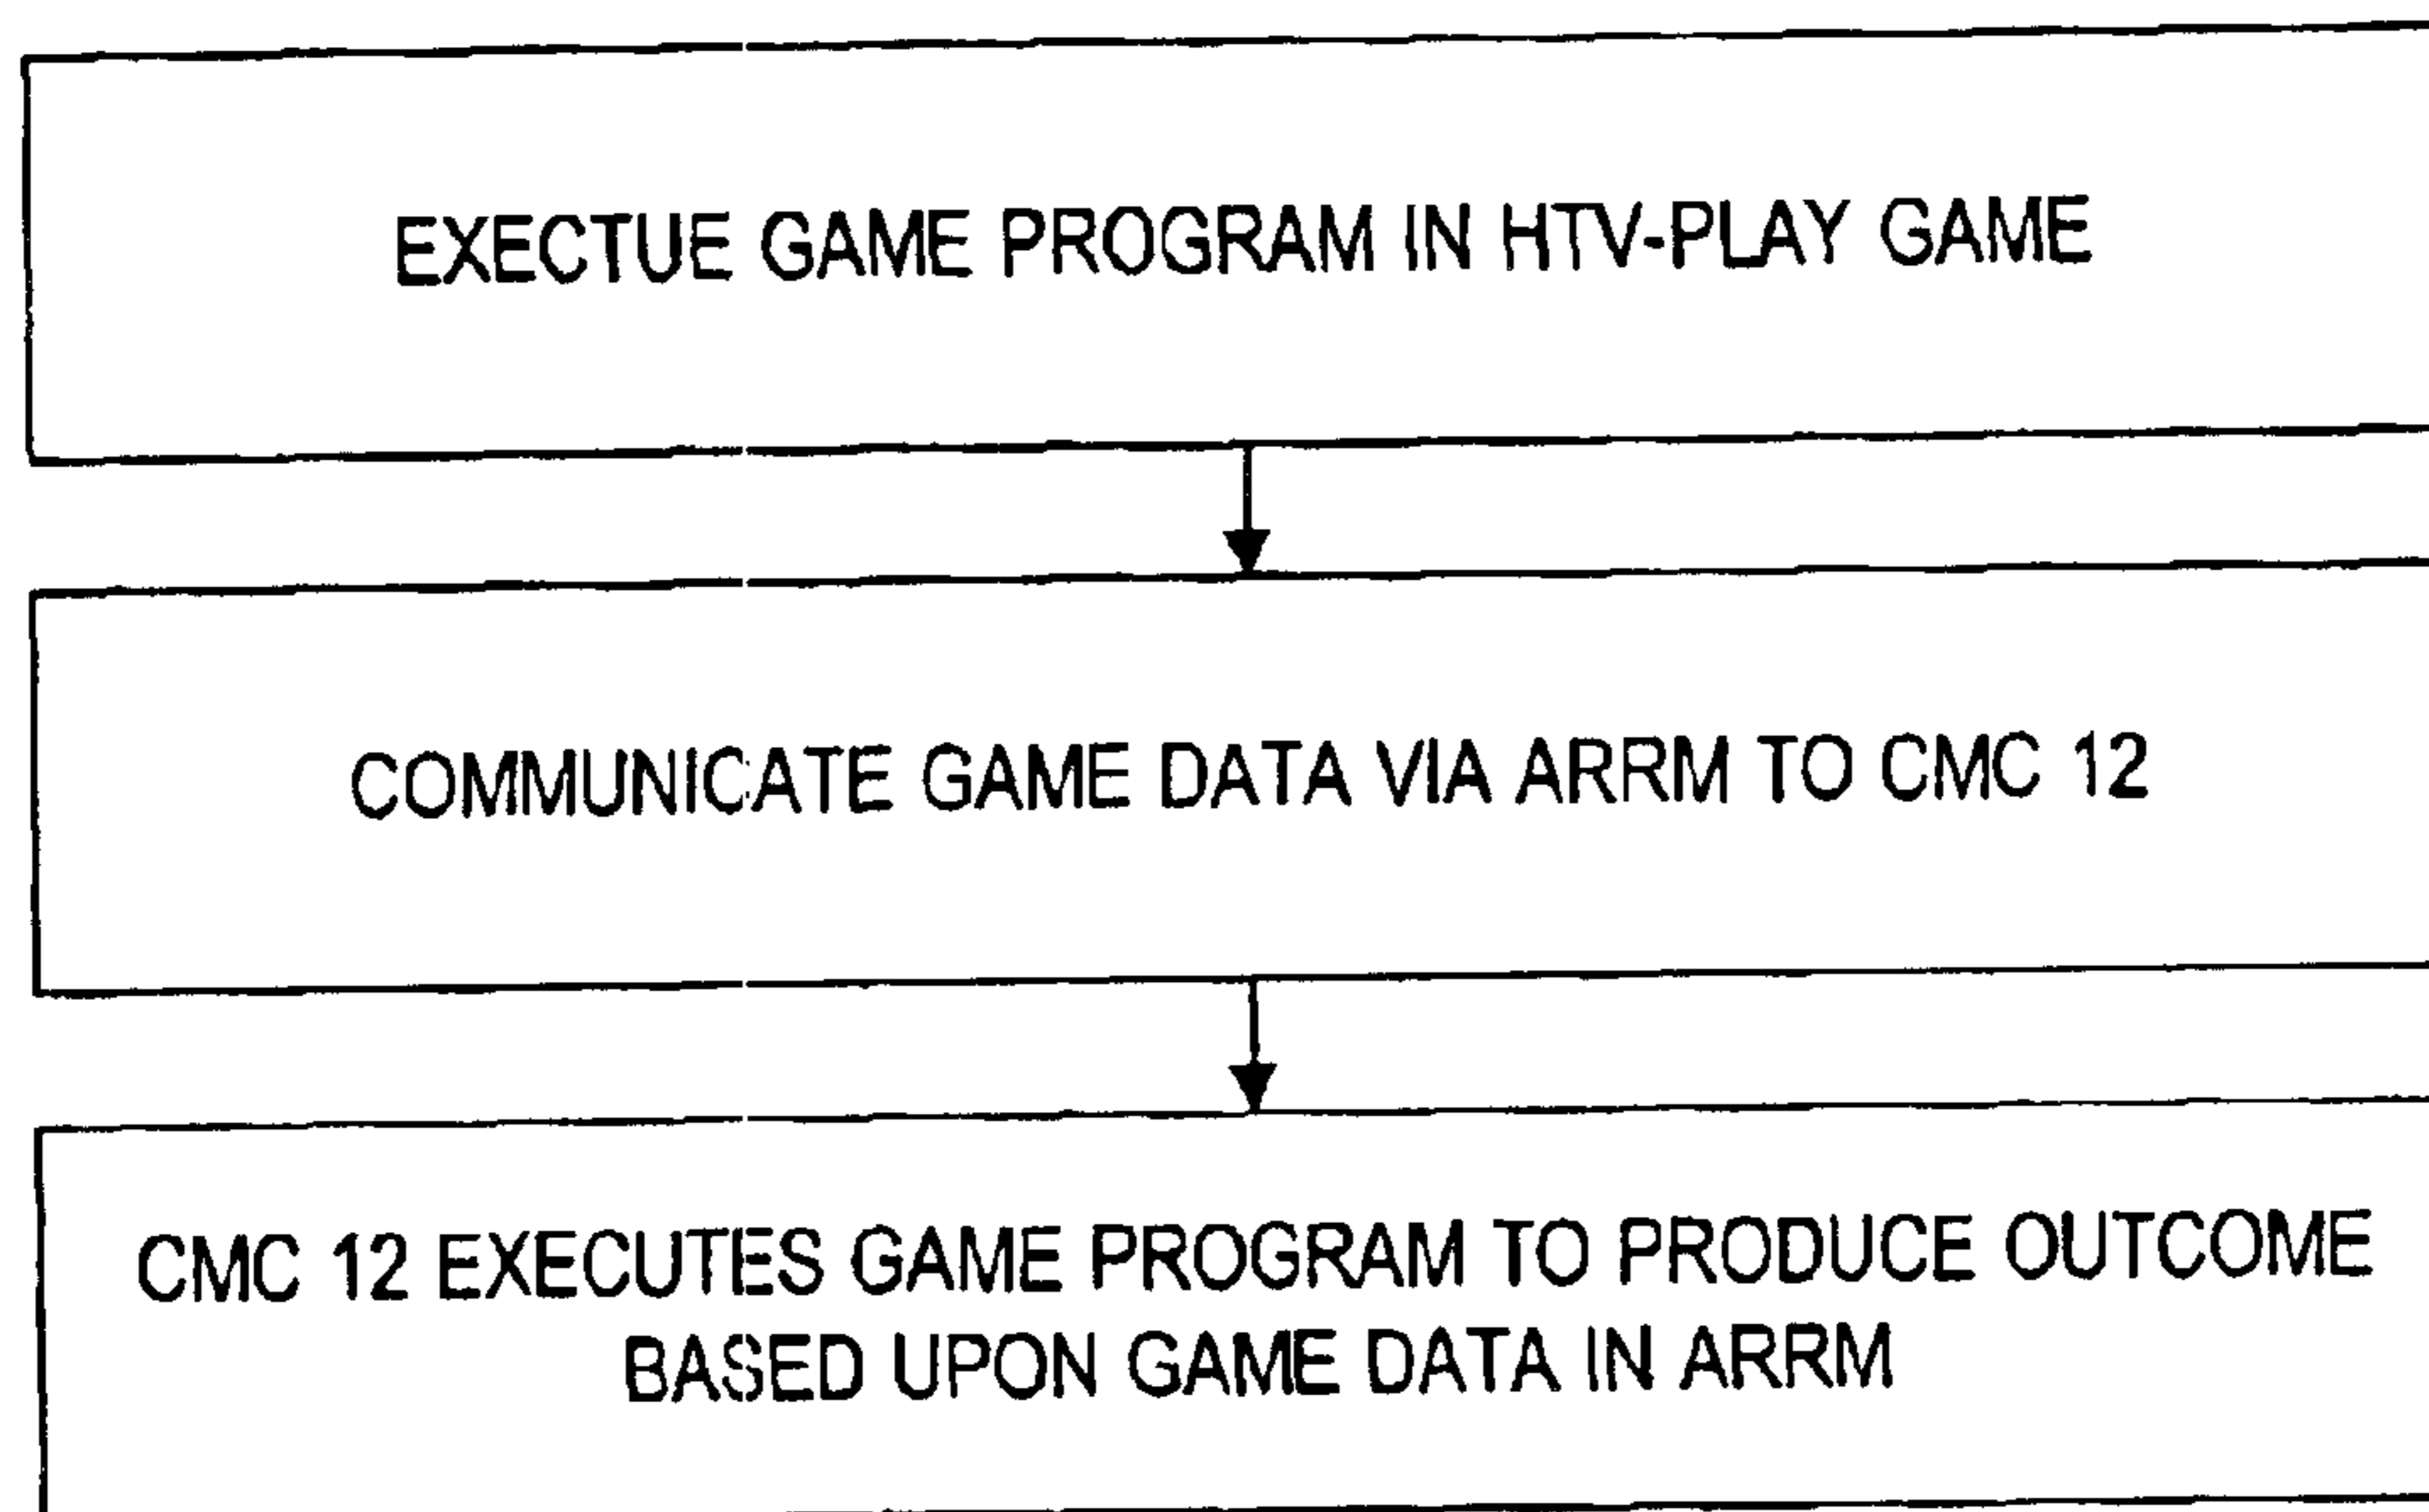 EXECTUE GAME PROGRAM IN HTV-PLAY GAME
COMMUNICATE GAME DATA VIA ARRM TO CMC 12
CMC 12 EXECUTES GAME PROGRAM TO PRODUCE OUTCOME
BASED UPON GAME DATA IN ARRM